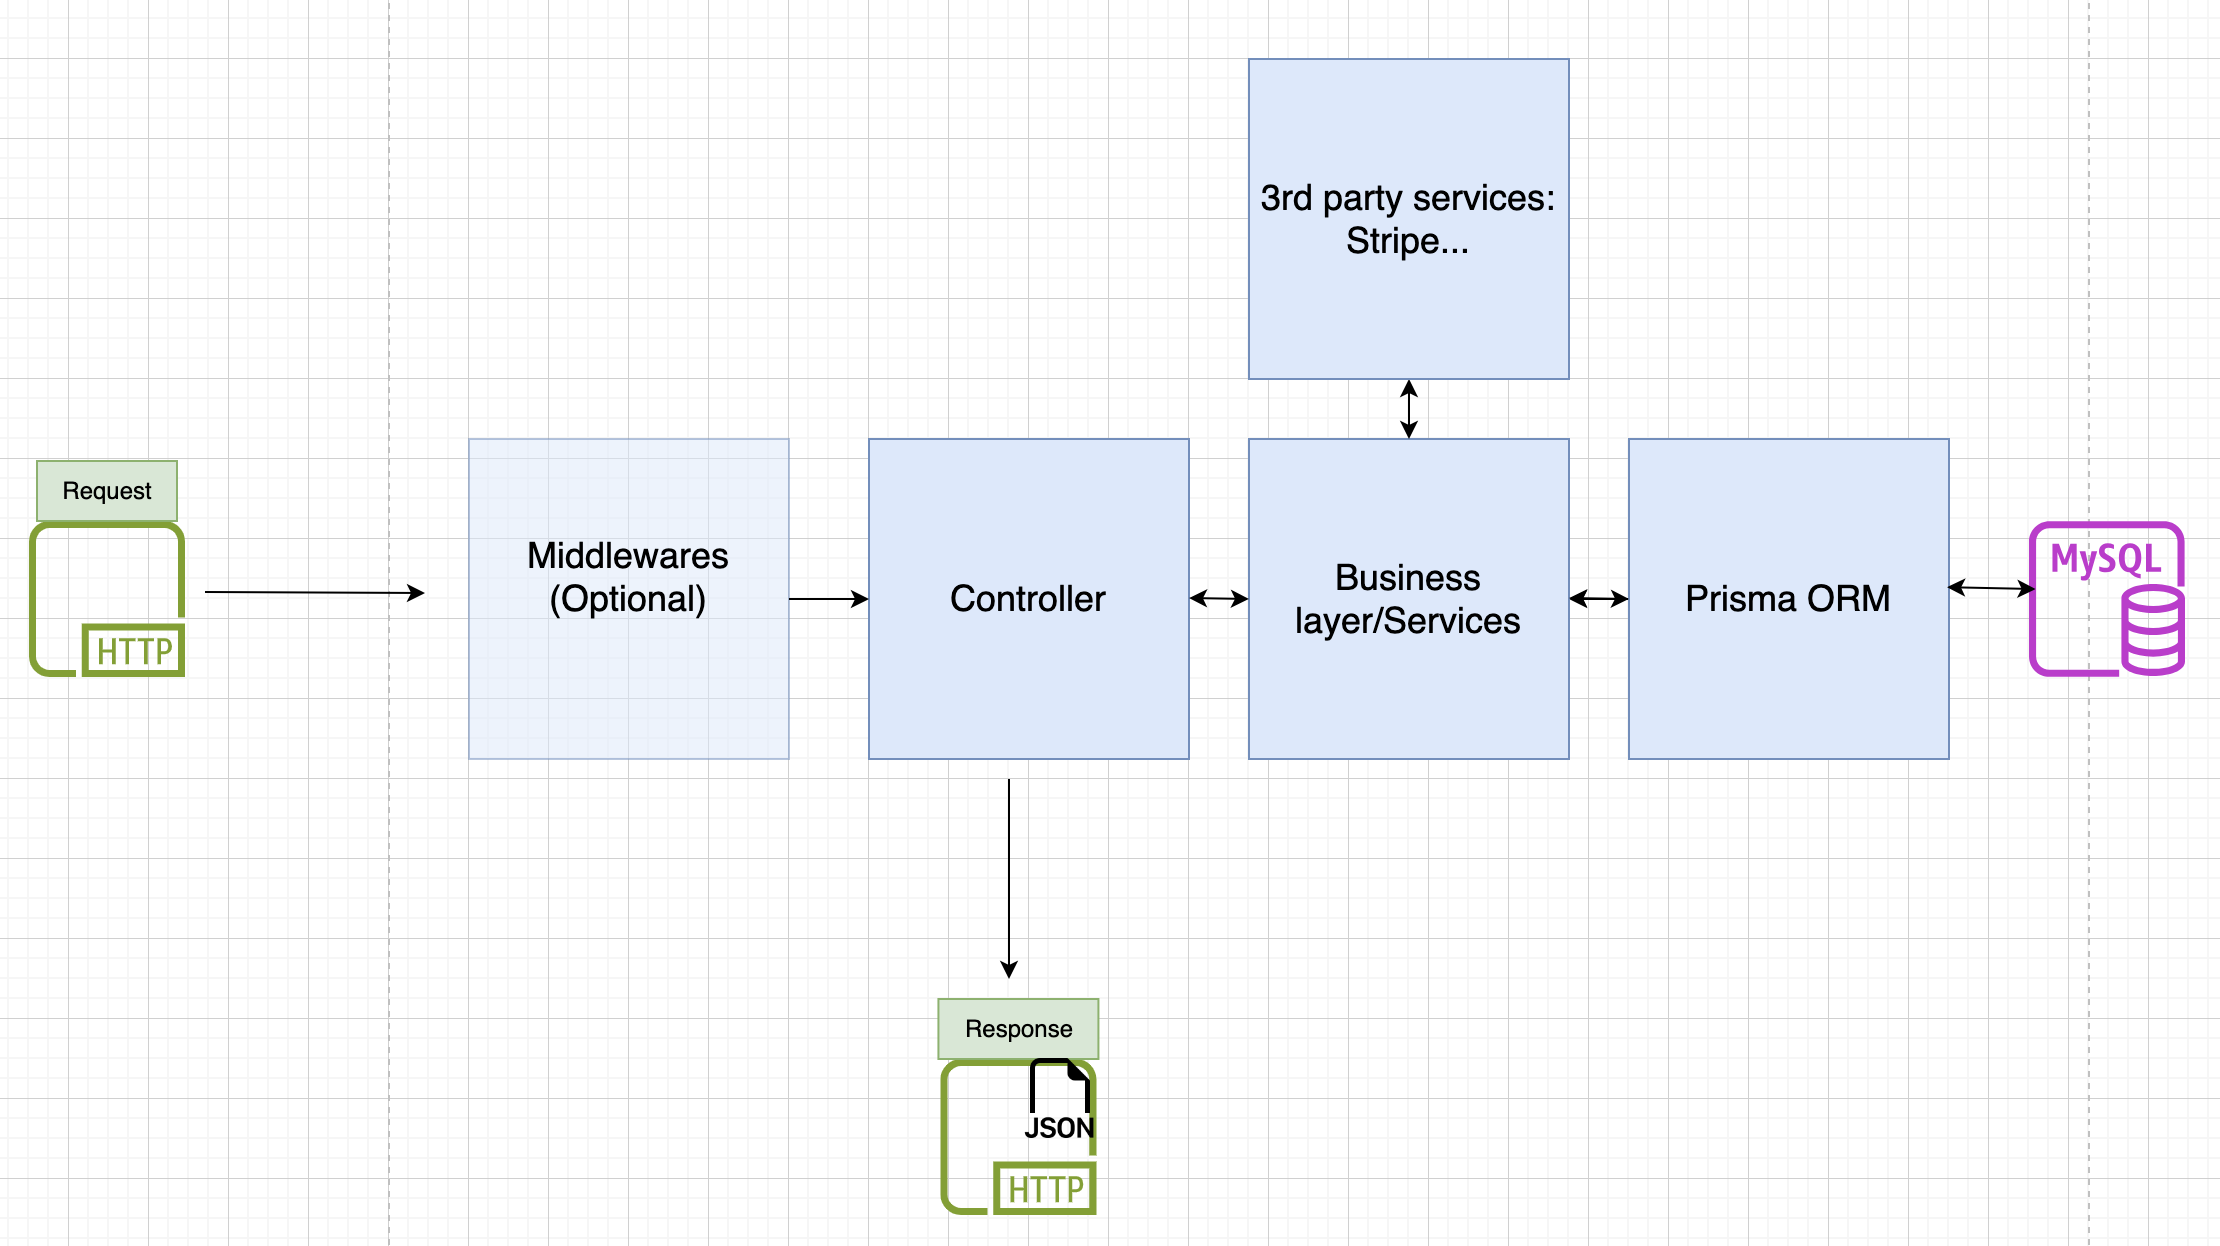 3rd party services:
Stripe...
Request
HTTP
Middlewares
(Optional)
Controller
Business
layer/Services
Prisma ORM
MySQL
Response
JSON
HTTP